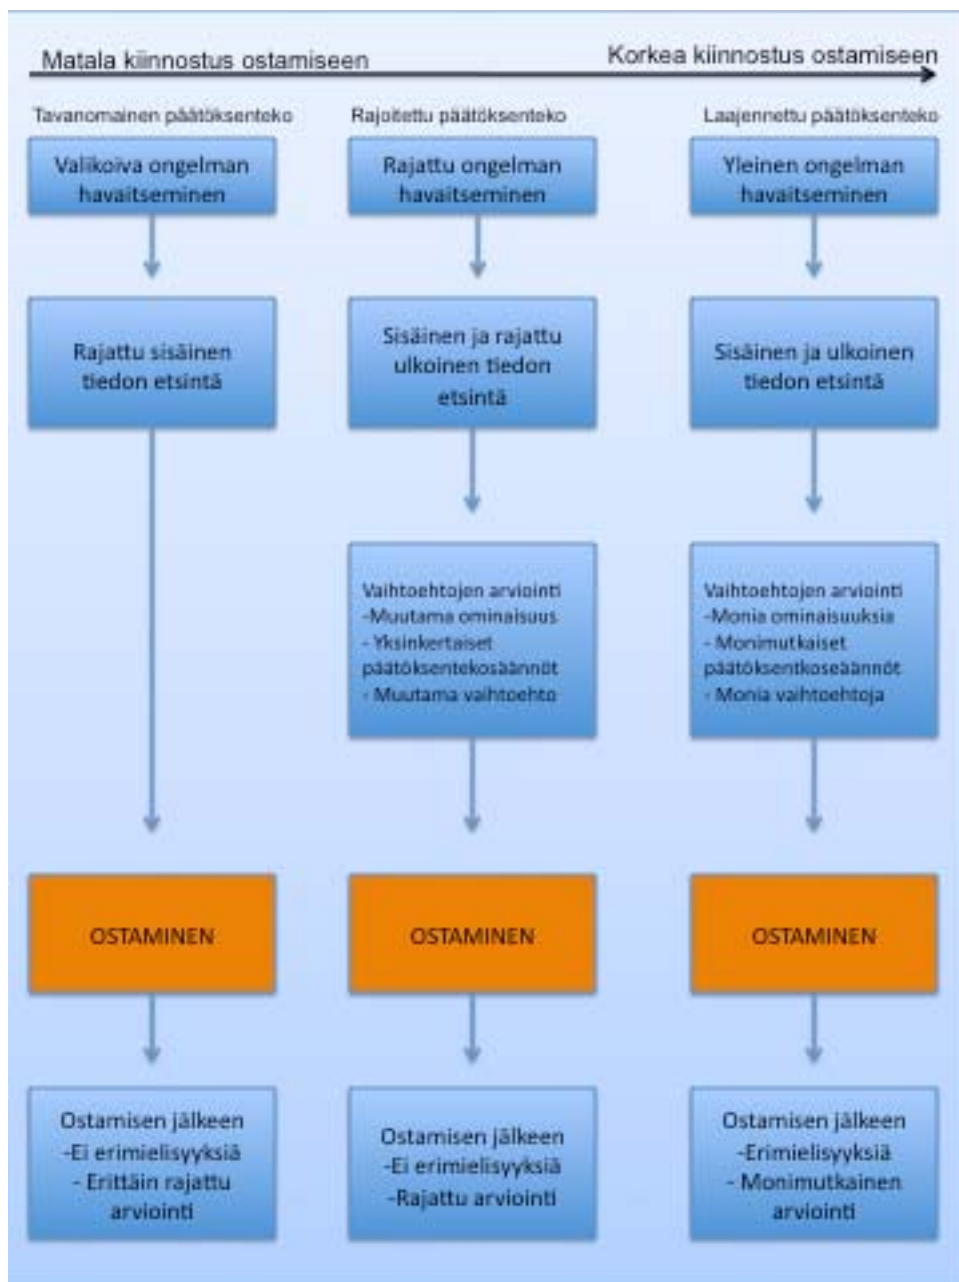 Matala kiinnostus ostamiseen
Korkea kiinnostus ostamiseen
Tavanomainen päätöksenteko
Rajoitettu päätöksenteko
Laajennettu päätöksenteko
Valikoiva ongelman
havaitseminen
Rajattu ongelman
havaitseminen
Yleinen ongelman
havaitseminen
Rajattu sisäinen
tiedon etsintä
Sisäinen ja rajattu
ulkoinen tiedon
etsintä
Sisäinen ja ulkoinen
tiedon etsintä
Vaihtoehtojen arviointi
-Muutama ominaisuus
- Yksinkertaiset
päätöksentekosäännöt
- Muutama vaihtoehto
Vaihtoehtojen arviointi
-Monia ominaisuuksia
- Monimutkaiset
päätöksentkoseäännöt
- Monia vaihtoehtoja
OSTAMINEN
OSTAMINEN
OSTAMINEN
Ostamisen jälkeen
-Ei erimielisyyksiä
- Erittäin rajattu
arviointi
Ostamisen jälkeen
-Ei erimielisyyksiä
-Rajattu arviointi
Ostamisen jälkeen
-Erimielisyyksiä
- Monimutkainen
arviointi